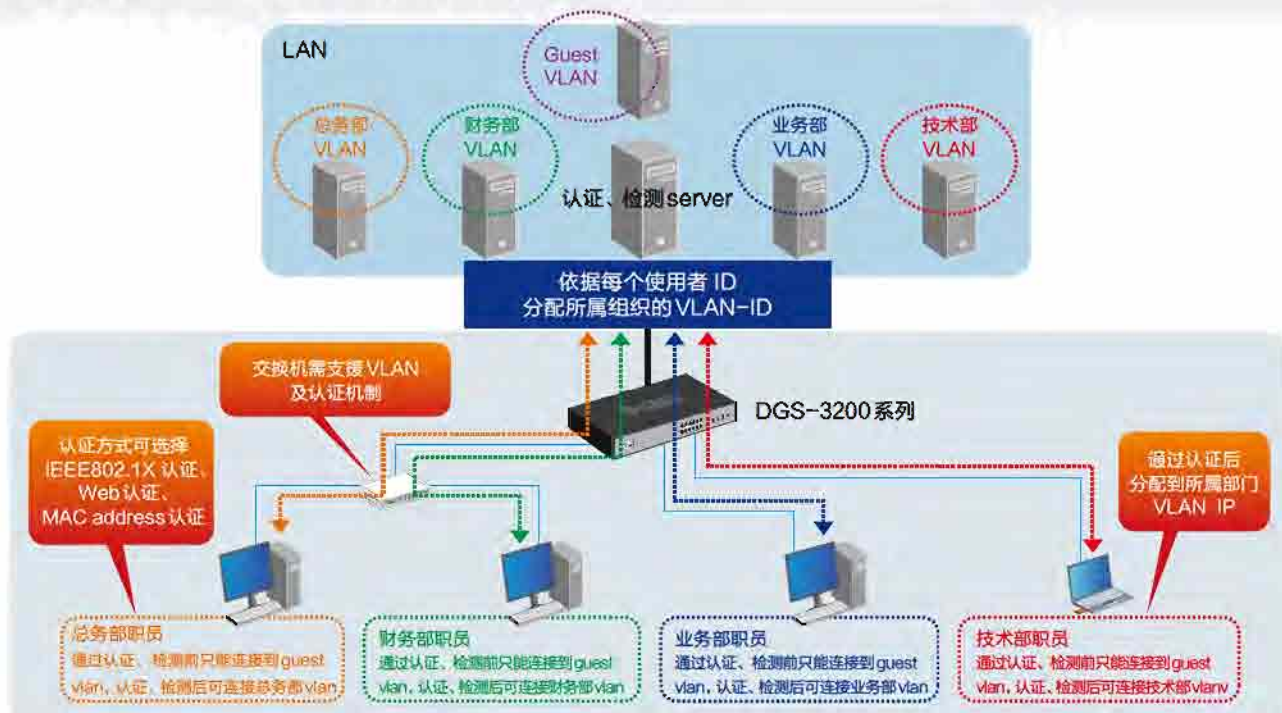 LAN
Guest
VLAN
总务部
VLAN
财务部
VLAN
业务部
VLAN
技术部
VLAN
认证、检测server
依据每个使用者 ID
分配所属组织的VLAN-ID
交换机需支援VLAN
及认证机制
DGS-3200系列
认证方式可选择
IEEE802.1X认证、
Web认证、
MAC address认证
通过认证后
分配到所属部门
VLAN IP
总务部职员
通过认证、检测前只能连接到guest
vlan,认证、检测后可连接总务部vlan
财务部职员
通过认证、检测前只能连接到guest
vlan,认证、检测后可连接财务部vlan
业务部职员
通过认证、检测前只能连接到guest
vlan,认证、检测后可连接业务部vlan
技术部职员
通过认证、检测前只能连接到guest
vlan,认证、检测后可连接技术部vlanv